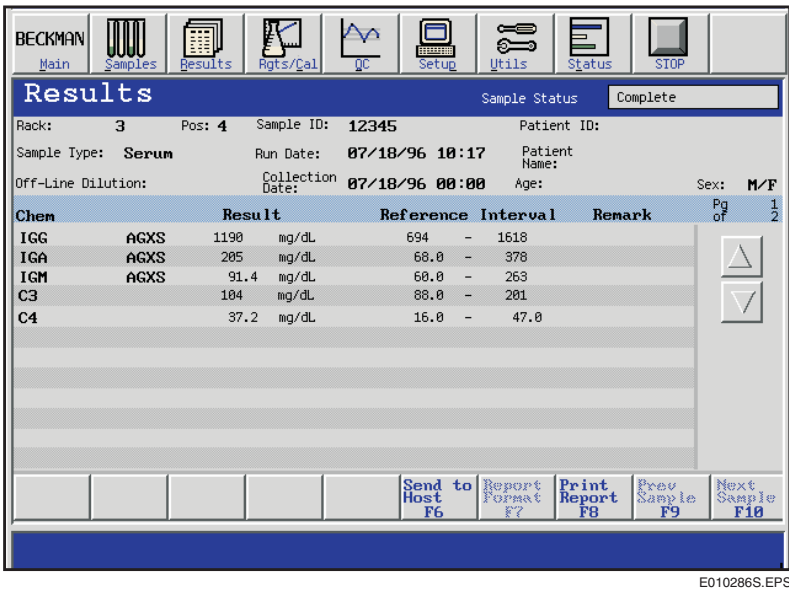 BECKMAN
Main Samples Results Rgts/Cal QC Setup Utils Status STOP
Results Sample Status Complete
Rack: 3 Pos: 4 Sample ID: 12345 Patient ID:
Sample Type: Serum Run Date: 07/18/96 10:17 Patient Name:
Off-Line Dilution: Collection Date: 07/18/96 00:00 Age: Sex: M/F
Chem Result Reference Interval Remark Pg 1 of 2
IGG AGXS 1190 mg/dL 694 - 1618
IGA AGXS 205 mg/dL 68.0 - 378
IGM AGXS 91.4 mg/dL 60.0 - 263
C3 104 mg/dL 88.0 - 201
C4 37.2 mg/dL 16.0 - 47.0
Send to Host F6 Report Format F7 Print Report F8 Prev Sample F9 Next Sample F10
E010286S.EPS